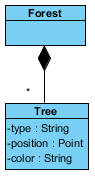 Forest
*
Tree
-type : String
-position : Point
-color : String